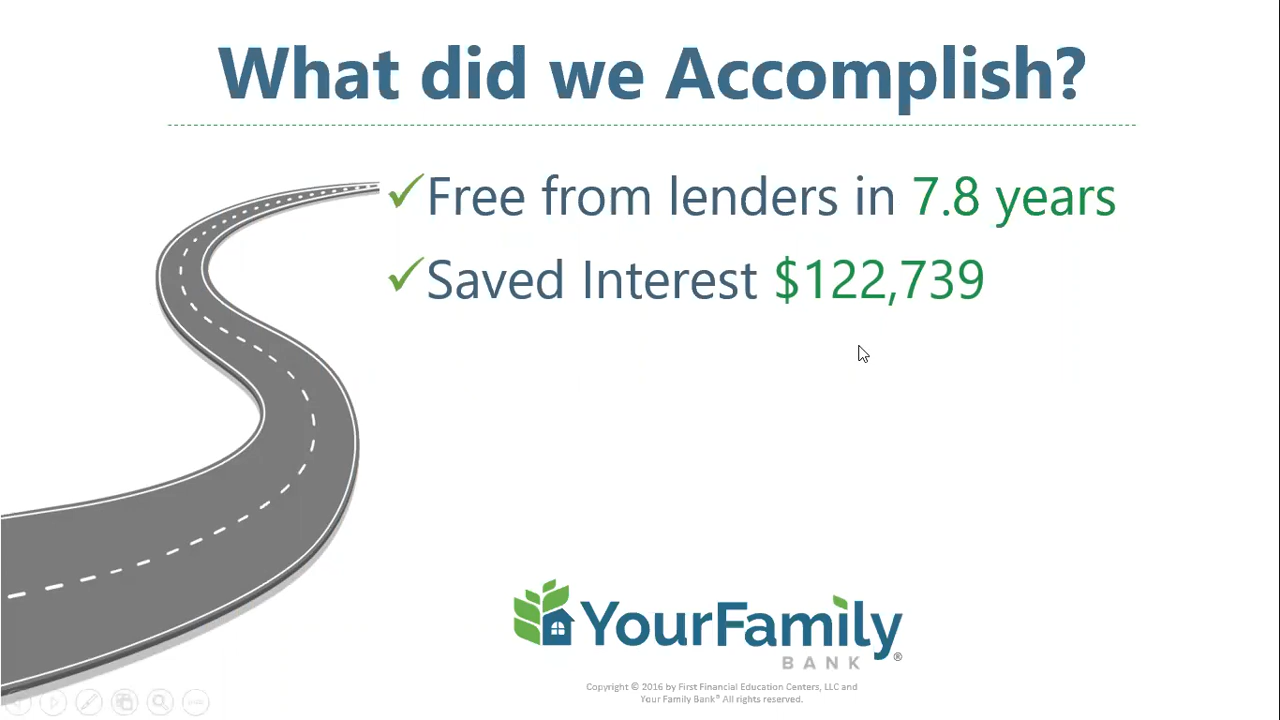 What did we Accomplish?
✓Free from lenders in 7.8 years
✓Saved Interest $122,739
YourFamily
BANK®
Copyright © 2016 by First Financial Education Centers, LLC and
Your Family Bank® All rights reserved.